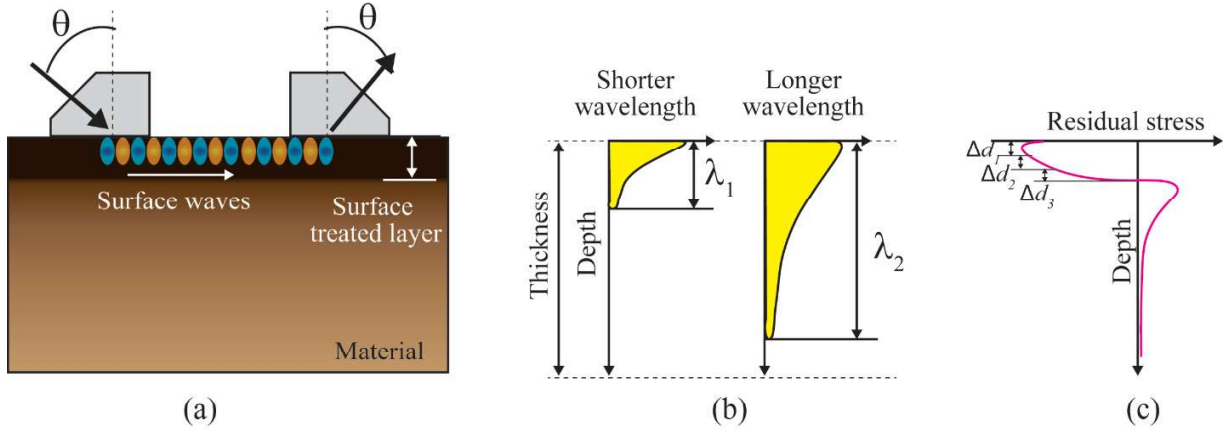 θ
θ
Surface waves
Surface
treated layer
Material
(a)
Shorter
wavelength
Longer
wavelength
Thickness
Depth
λ1
λ2
(b)
Residual stress
Δd1
Δd2
Δd3
Depth
(c)